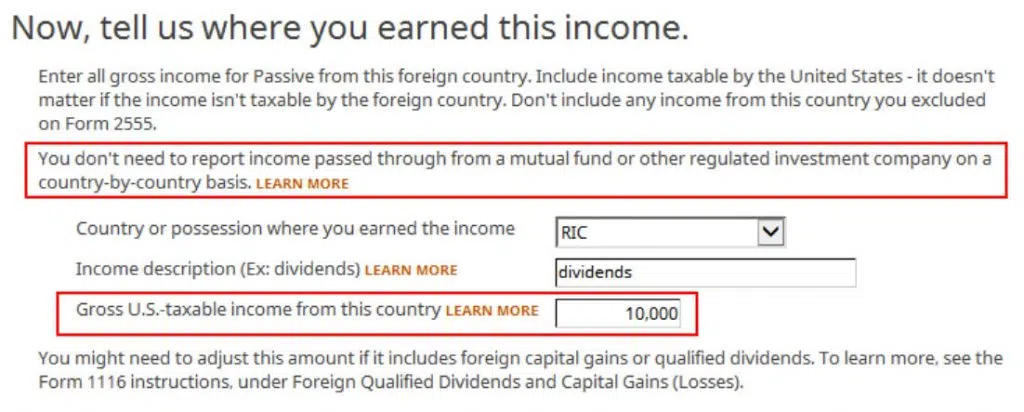 Now, tell us where you earned this income.
Enter all gross income for Passive from this foreign country. Include income taxable by the United States - it doesn't
matter if the income isn't taxable by the foreign country. Don't include any income from this country you excluded
on Form 2555.
You don't need to report income passed through from a mutual fund or other regulated investment company on a
country-by-country basis. LEARN MORE
Country or possession where you earned the income RIC
Income description (Ex: dividends) LEARN MORE dividends
Gross U.S.-taxable income from this country LEARN MORE 10,000
You might need to adjust this amount if it includes foreign capital gains or qualified dividends. To learn more, see the
Form 1116 instructions, under Foreign Qualified Dividends and Capital Gains (Losses).